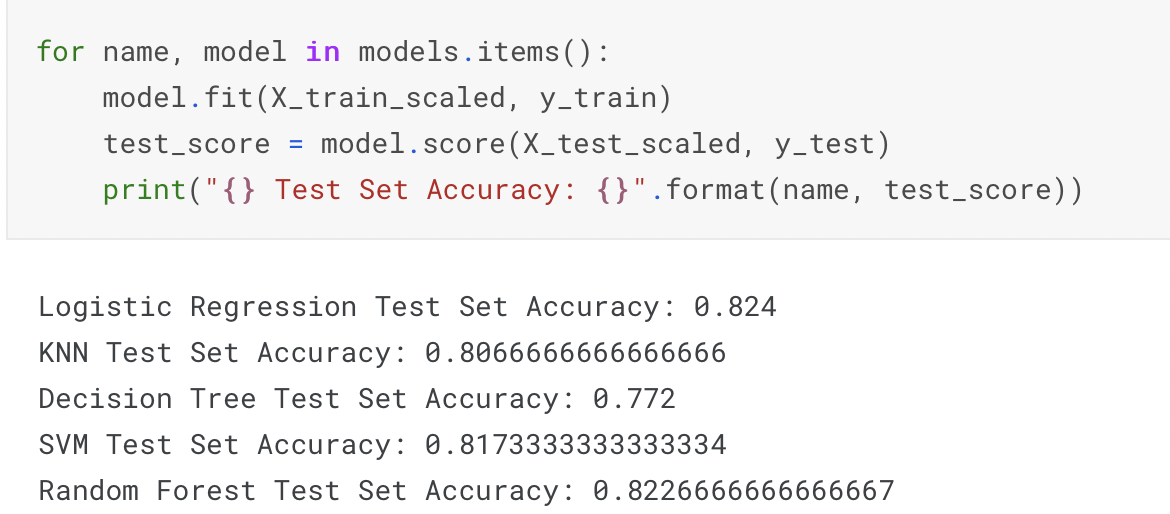 for name, model in models.items():
    model.fit(X_train_scaled, y_train)
    test_score = model.score(X_test_scaled, y_test)
    print("{} Test Set Accuracy: {}".format(name, test_score))
Logistic Regression Test Set Accuracy: 0.824
KNN Test Set Accuracy: 0.8066666666666666
Decision Tree Test Set Accuracy: 0.772
SVM Test Set Accuracy: 0.8173333333333334
Random Forest Test Set Accuracy: 0.8226666666666667